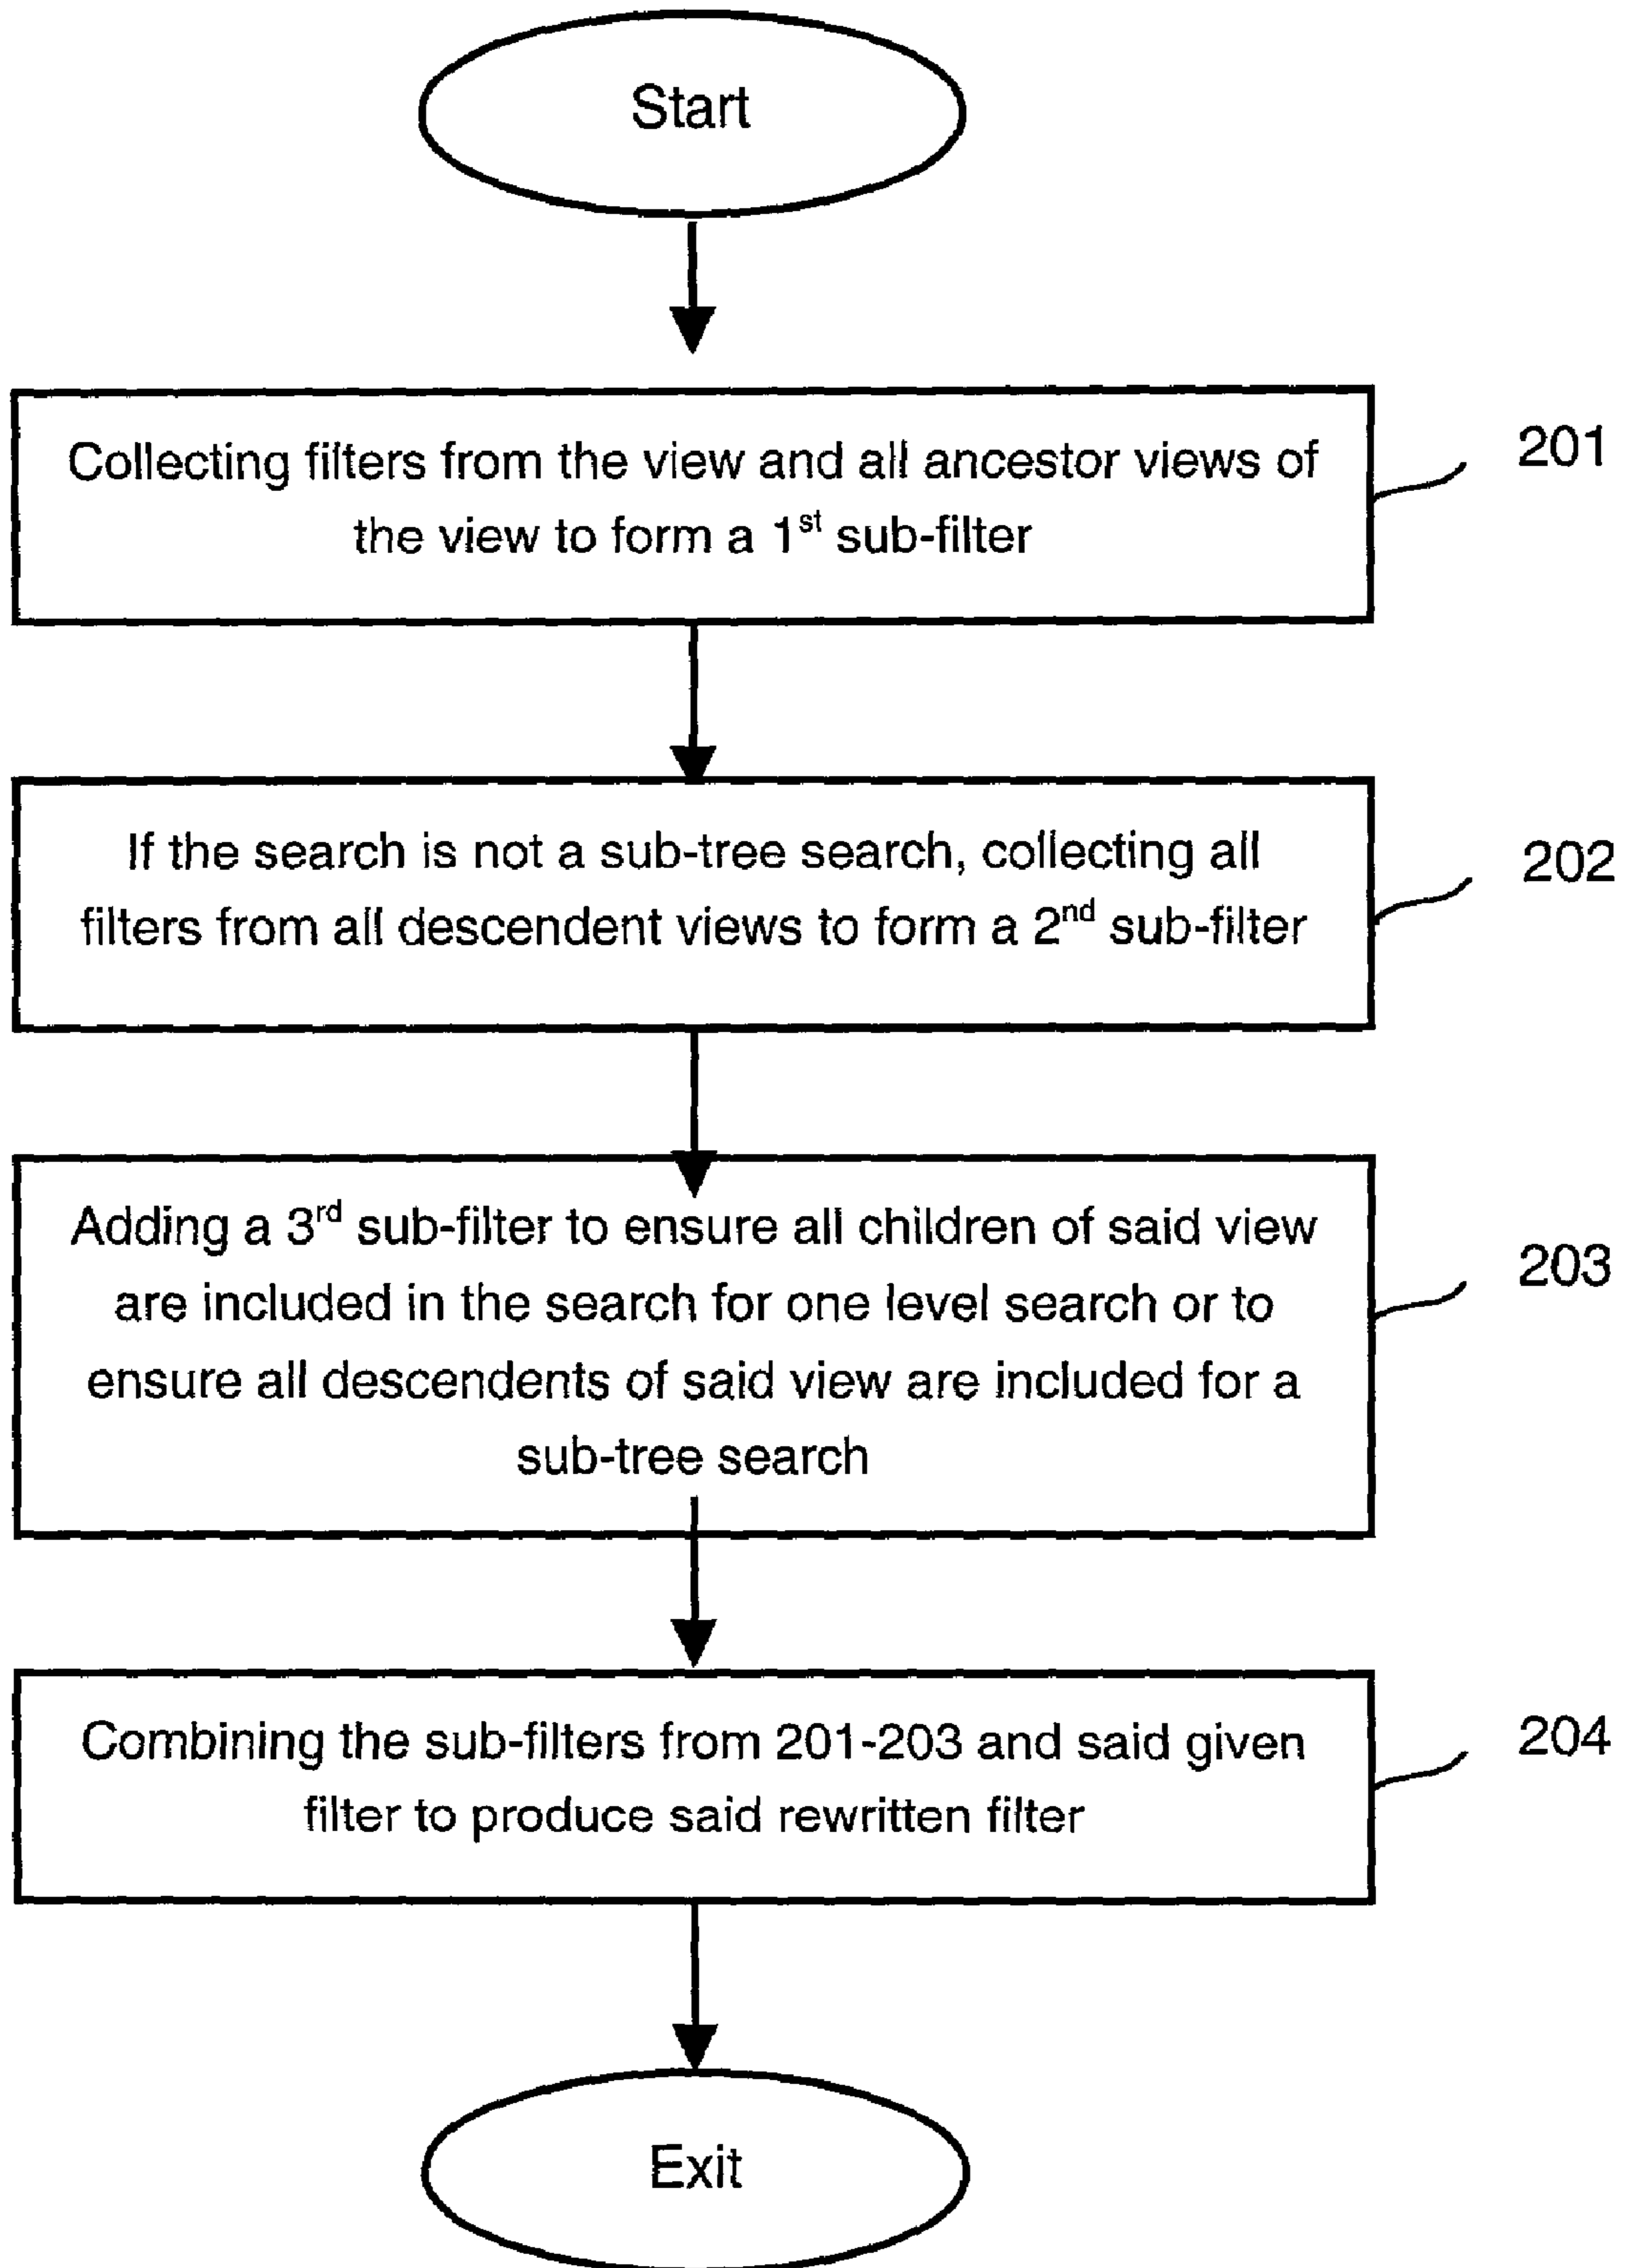 Start
Collecting filters from the view and all ancestor views of
the view to form a 1st sub-filter
201
If the search is not a sub-tree search, collecting all
filters from all descendent views to form a 2nd sub-filter
202
Adding a 3rd sub-filter to ensure all children of said view
are included in the search for one level search or to
ensure all descendents of said view are included for a
sub-tree search
203
Combining the sub-filters from 201-203 and said given
filter to produce said rewritten filter
204
Exit